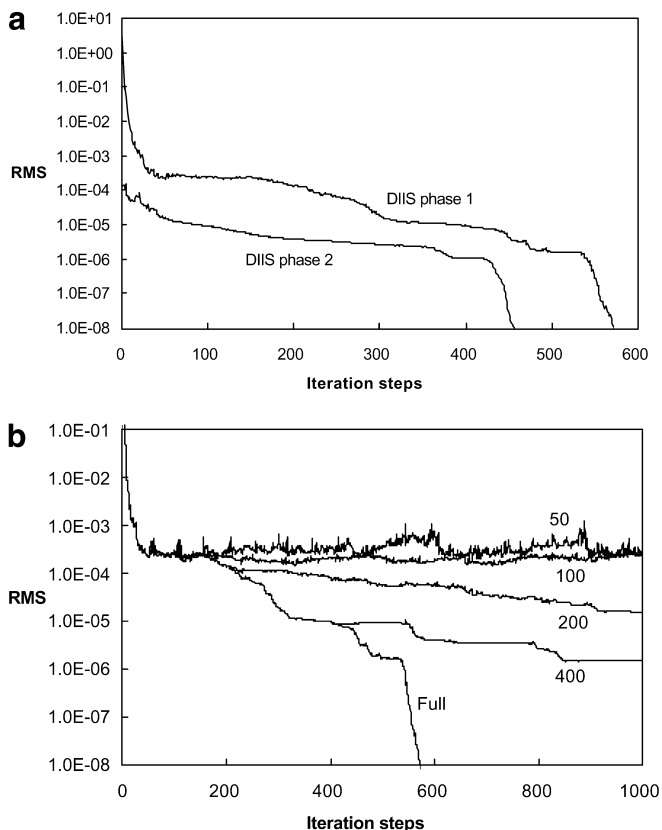 a
1.0E+01
1.0E+00
1.0E-01
1.0E-02
1.0E-03
1.0E-04
1.0E-05
1.0E-06
1.0E-07
1.0E-08
RMS
DIIS phase 1
DIIS phase 2
0 100 200 300 400 500 600
Iteration steps
b
1.0E-01
1.0E-02
1.0E-03
1.0E-04
1.0E-05
1.0E-06
1.0E-07
1.0E-08
RMS
50
100
200
400
Full
0 200 400 600 800 1000
Iteration steps